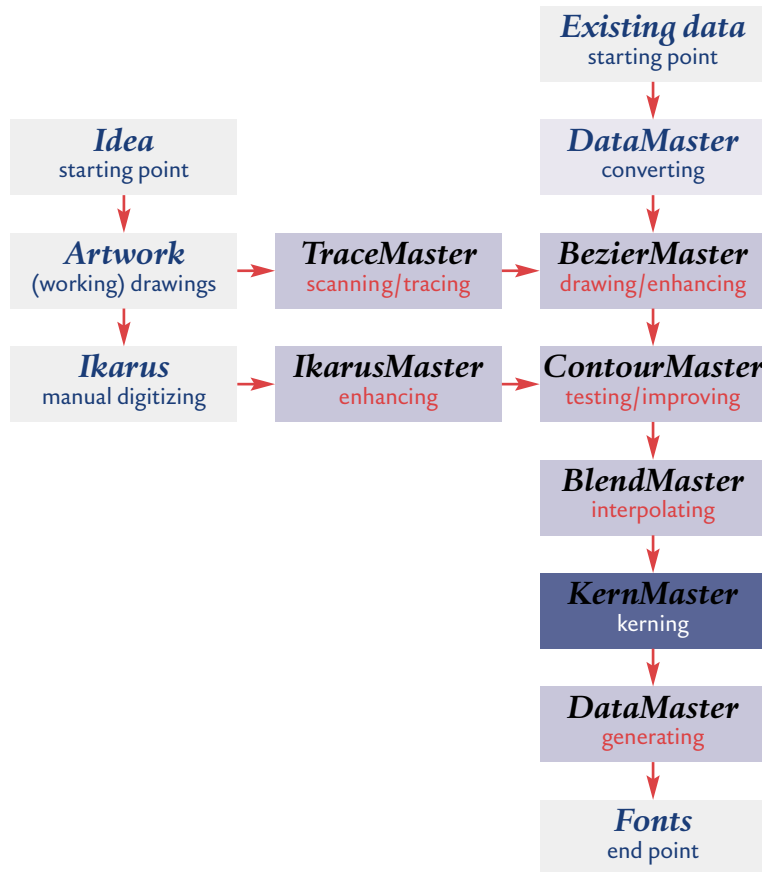 Existing data
starting point
Idea
starting point
DataMaster
converting
Artwork
(working) drawings
TraceMaster
scanning/tracing
BezierMaster
drawing/enhancing
Ikarus
manual digitizing
IkarusMaster
enhancing
ContourMaster
testing/improving
BlendMaster
interpolating
KernMaster
kerning
DataMaster
generating
Fonts
end point